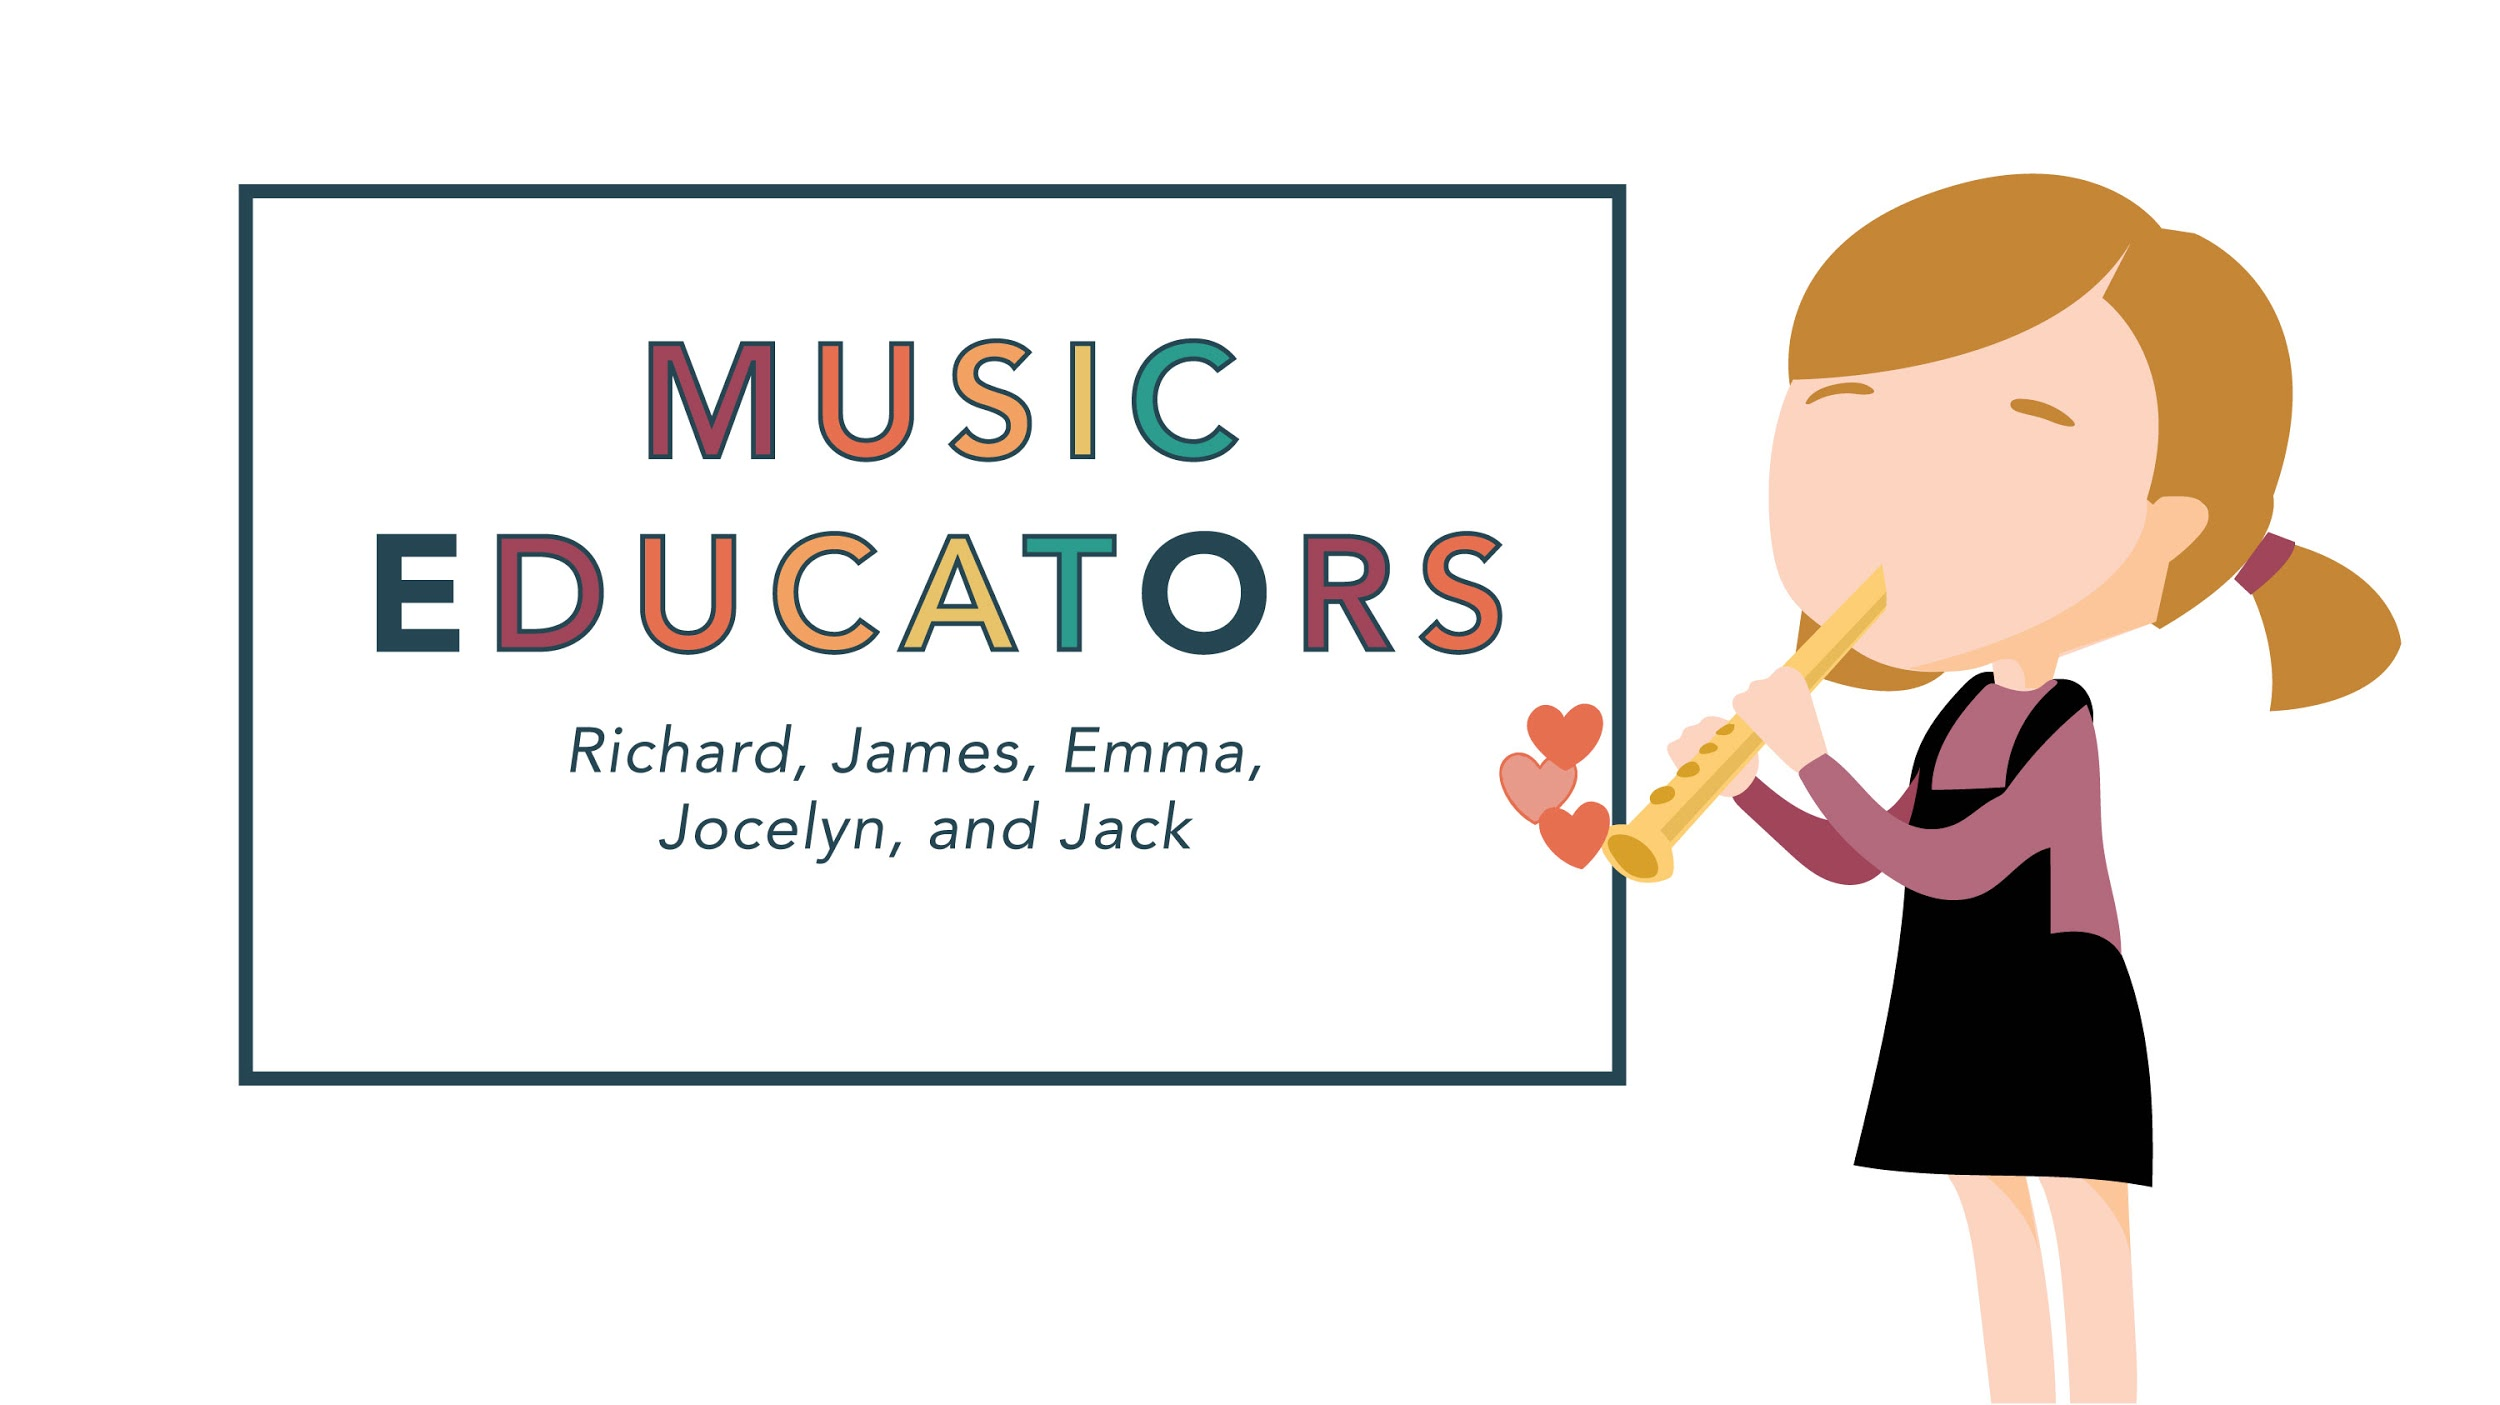 MUSIC
EDUCATORS
Richard, James, Emma,
Jocelyn, and Jack